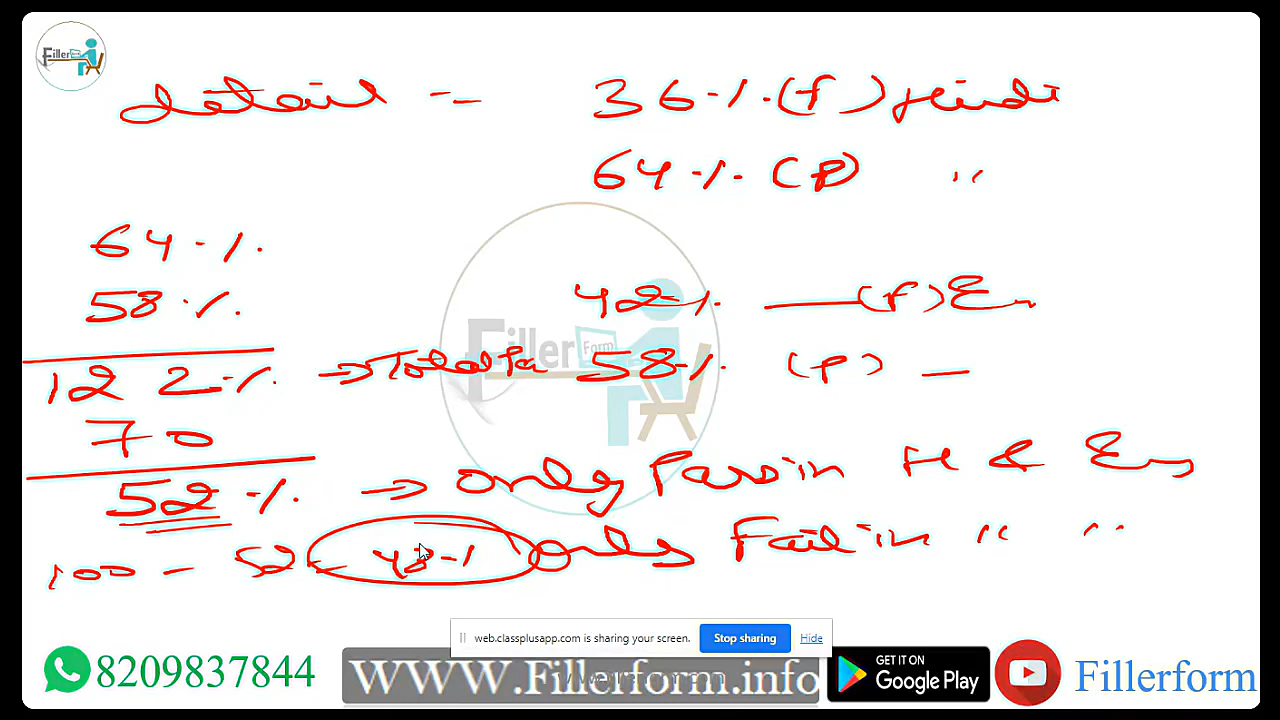 Filler
detail :- 36 % (f) Hindi
64 % (P) "
64 %
58 % 42 % — (f) En
122 % → Total Pa 58 % (P) —
70
52 % → only Pass in H & En
100 - 52 = 48 % only Fail in " "
Filler Form
web.classplusapp.com is sharing your screen. Stop sharing Hide
8209837844 WWW.Fillerform.info GET IT ON Google Play Fillerform